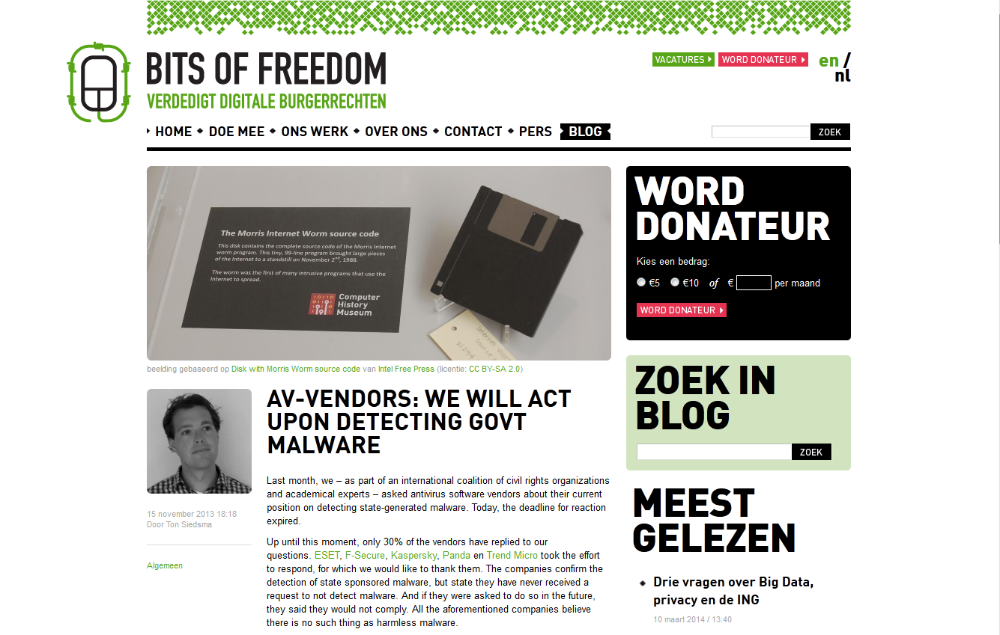 BITS OF FREEDOM
VERDEDIGT DIGITALE BURGERRECHTEN
VACATURES
WORD DONATEUR
en /
nl
HOME
DOE MEE
ONS WERK
OVER ONS
CONTACT
PERS
BLOG
ZOEK
The Morris Internet Worm source code
This disk contains the complete source code of the Morris Internet
worm program. This tiny, 99-line program brought large pieces
of the Internet to a standstill on November 2nd, 1988.
The worm was the first of many intrusive programs that use the
Internet to spread.
Computer
History
Museum
Internet Worm
Source
beelding gebaseerd op Disk with Morris Worm source code van Intel Free Press (licentie: CC BY-SA 2.0)
15 november 2013 18:18
Door Ton Siedsma
Algemeen
AV-VENDORS: WE WILL ACT
UPON DETECTING GOVT
MALWARE
Last month, we – as part of an international coalition of civil rights organizations
and academical experts – asked antivirus software vendors about their current
position on detecting state-generated malware. Today, the deadline for reaction
expired.
Up until this moment, only 30% of the vendors have replied to our
questions. ESET, F-Secure, Kaspersky, Panda en Trend Micro took the effort
to respond, for which we would like to thank them. The companies confirm the
detection of state sponsored malware, but state they have never received a
request to not detect malware. And if they were asked to do so in the future,
they said they would not comply. All the aforementioned companies believe
there is no such thing as harmless malware.
WORD
DONATEUR
Kies een bedrag:
€5 €10 of € per maand
WORD DONATEUR
ZOEK IN
BLOG
ZOEK
MEEST
GELEZEN
Drie vragen over Big Data,
privacy en de ING
10 maart 2014 / 13:40